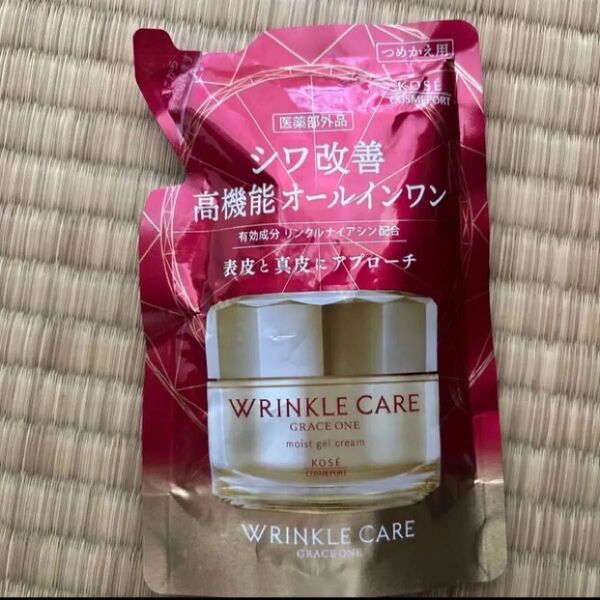 つめかえ用
KOSÉ
COSMEPORT
医薬部外品
シワ改善
高機能オールインワン
有効成分 リンクルナイアシン配合
表皮と真皮にアプローチ
WRINKLE CARE
GRACE ONE
moist gel cream
KOSÉ
COSMEPORT
WRINKLE CARE
GRACE ONE